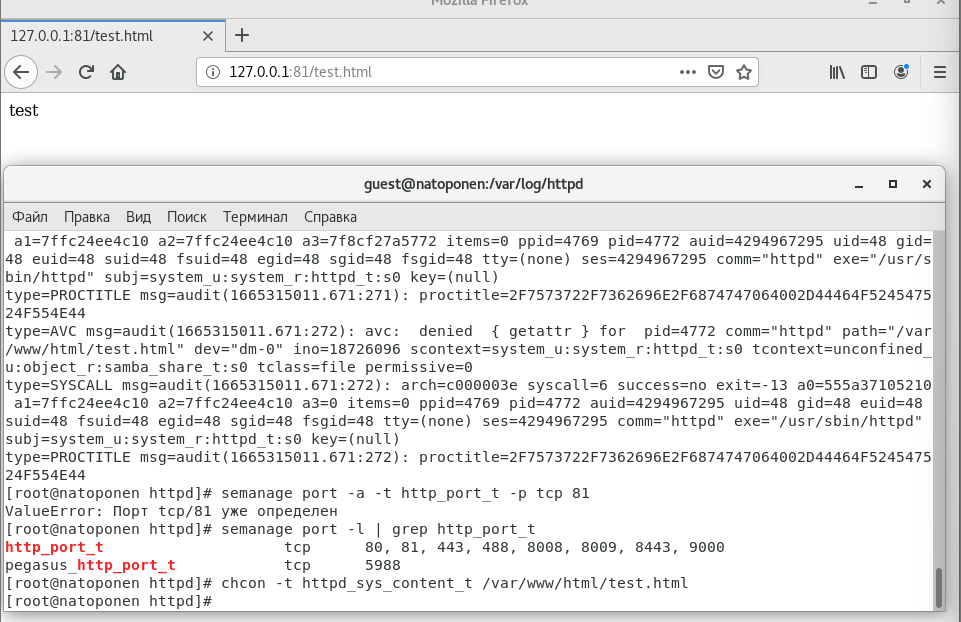 Mozilla Firefox
127.0.0.1:81/test.html
127.0.0.1:81/test.html
test
guest@natoponen:/var/log/httpd
Файл Правка Вид Поиск Терминал Справка
a1=7ffc24ee4c10 a2=7ffc24ee4c10 a3=7f8cf27a5772 items=0 ppid=4769 pid=4772 auid=4294967295 uid=48 gid=
48 euid=48 suid=48 fsuid=48 egid=48 sgid=48 fsgid=48 tty=(none) ses=4294967295 comm="httpd" exe="/usr/s
bin/httpd" subj=system_u:system_r:httpd_t:s0 key=(null)
type=PROCTITLE msg=audit(1665315011.671:271): proctitle=2F7573722F7362696E2F6874747064002D44464F5245475
24F554E44
type=AVC msg=audit(1665315011.671:272): avc:  denied  { getattr } for  pid=4772 comm="httpd" path="/var
/www/html/test.html" dev="dm-0" ino=18726096 scontext=system_u:system_r:httpd_t:s0 tcontext=unconfined_
u:object_r:samba_share_t:s0 tclass=file permissive=0
type=SYSCALL msg=audit(1665315011.671:272): arch=c000003e syscall=6 success=no exit=-13 a0=555a37105210
a1=7ffc24ee4c10 a2=7ffc24ee4c10 a3=0 items=0 ppid=4769 pid=4772 auid=4294967295 uid=48 gid=48 euid=48
suid=48 fsuid=48 egid=48 sgid=48 fsgid=48 tty=(none) ses=4294967295 comm="httpd" exe="/usr/sbin/httpd"
subj=system_u:system_r:httpd_t:s0 key=(null)
type=PROCTITLE msg=audit(1665315011.671:272): proctitle=2F7573722F7362696E2F6874747064002D44464F5245475
24F554E44
[root@natoponen httpd]# semanage port -a -t http_port_t -p tcp 81
ValueError: Порт tcp/81 уже определен
[root@natoponen httpd]# semanage port -l | grep http_port_t
http_port_t                    tcp      80, 81, 443, 488, 8008, 8009, 8443, 9000
pegasus_http_port_t            tcp      5988
[root@natoponen httpd]# chcon -t httpd_sys_content_t /var/www/html/test.html
[root@natoponen httpd]#